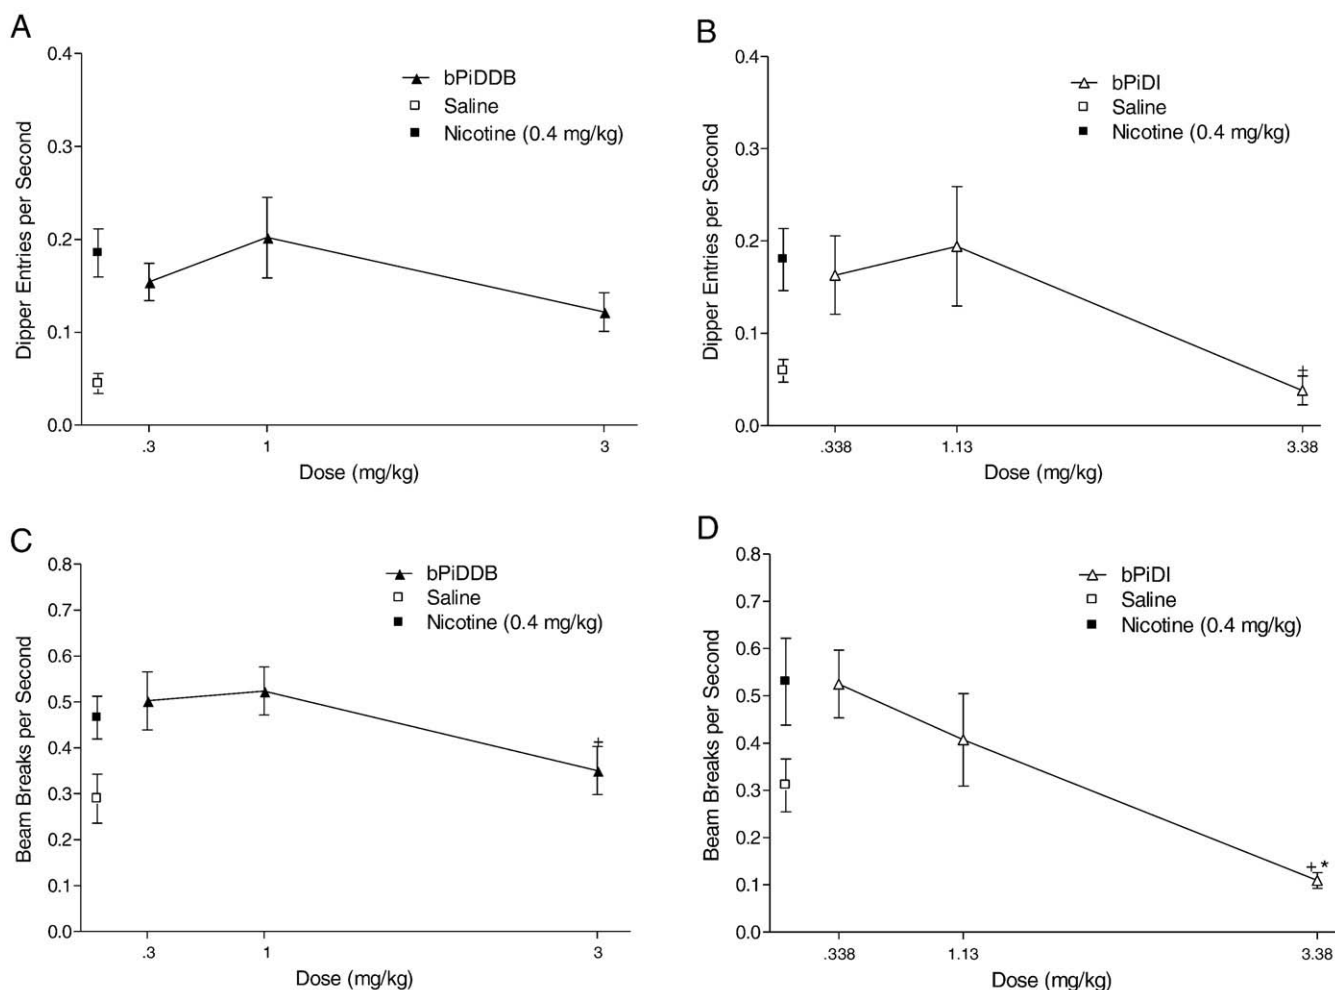 A
0.4
0.3
0.2
0.1
0.0
Dipper Entries per Second
bPiDDB
Saline
Nicotine (0.4 mg/kg)
.3
1
3
Dose (mg/kg)
B
0.4
0.3
0.2
0.1
0.0
Dipper Entries per Second
bPiDI
Saline
Nicotine (0.4 mg/kg)
+
.338
1.13
3.38
Dose (mg/kg)
C
0.8
0.7
0.6
0.5
0.4
0.3
0.2
0.1
0.0
Beam Breaks per Second
bPiDDB
Saline
Nicotine (0.4 mg/kg)
+
.3
1
3
Dose (mg/kg)
D
0.8
0.7
0.6
0.5
0.4
0.3
0.2
0.1
0.0
Beam Breaks per Second
bPiDI
Saline
Nicotine (0.4 mg/kg)
+ *
.338
1.13
3.38
Dose (mg/kg)